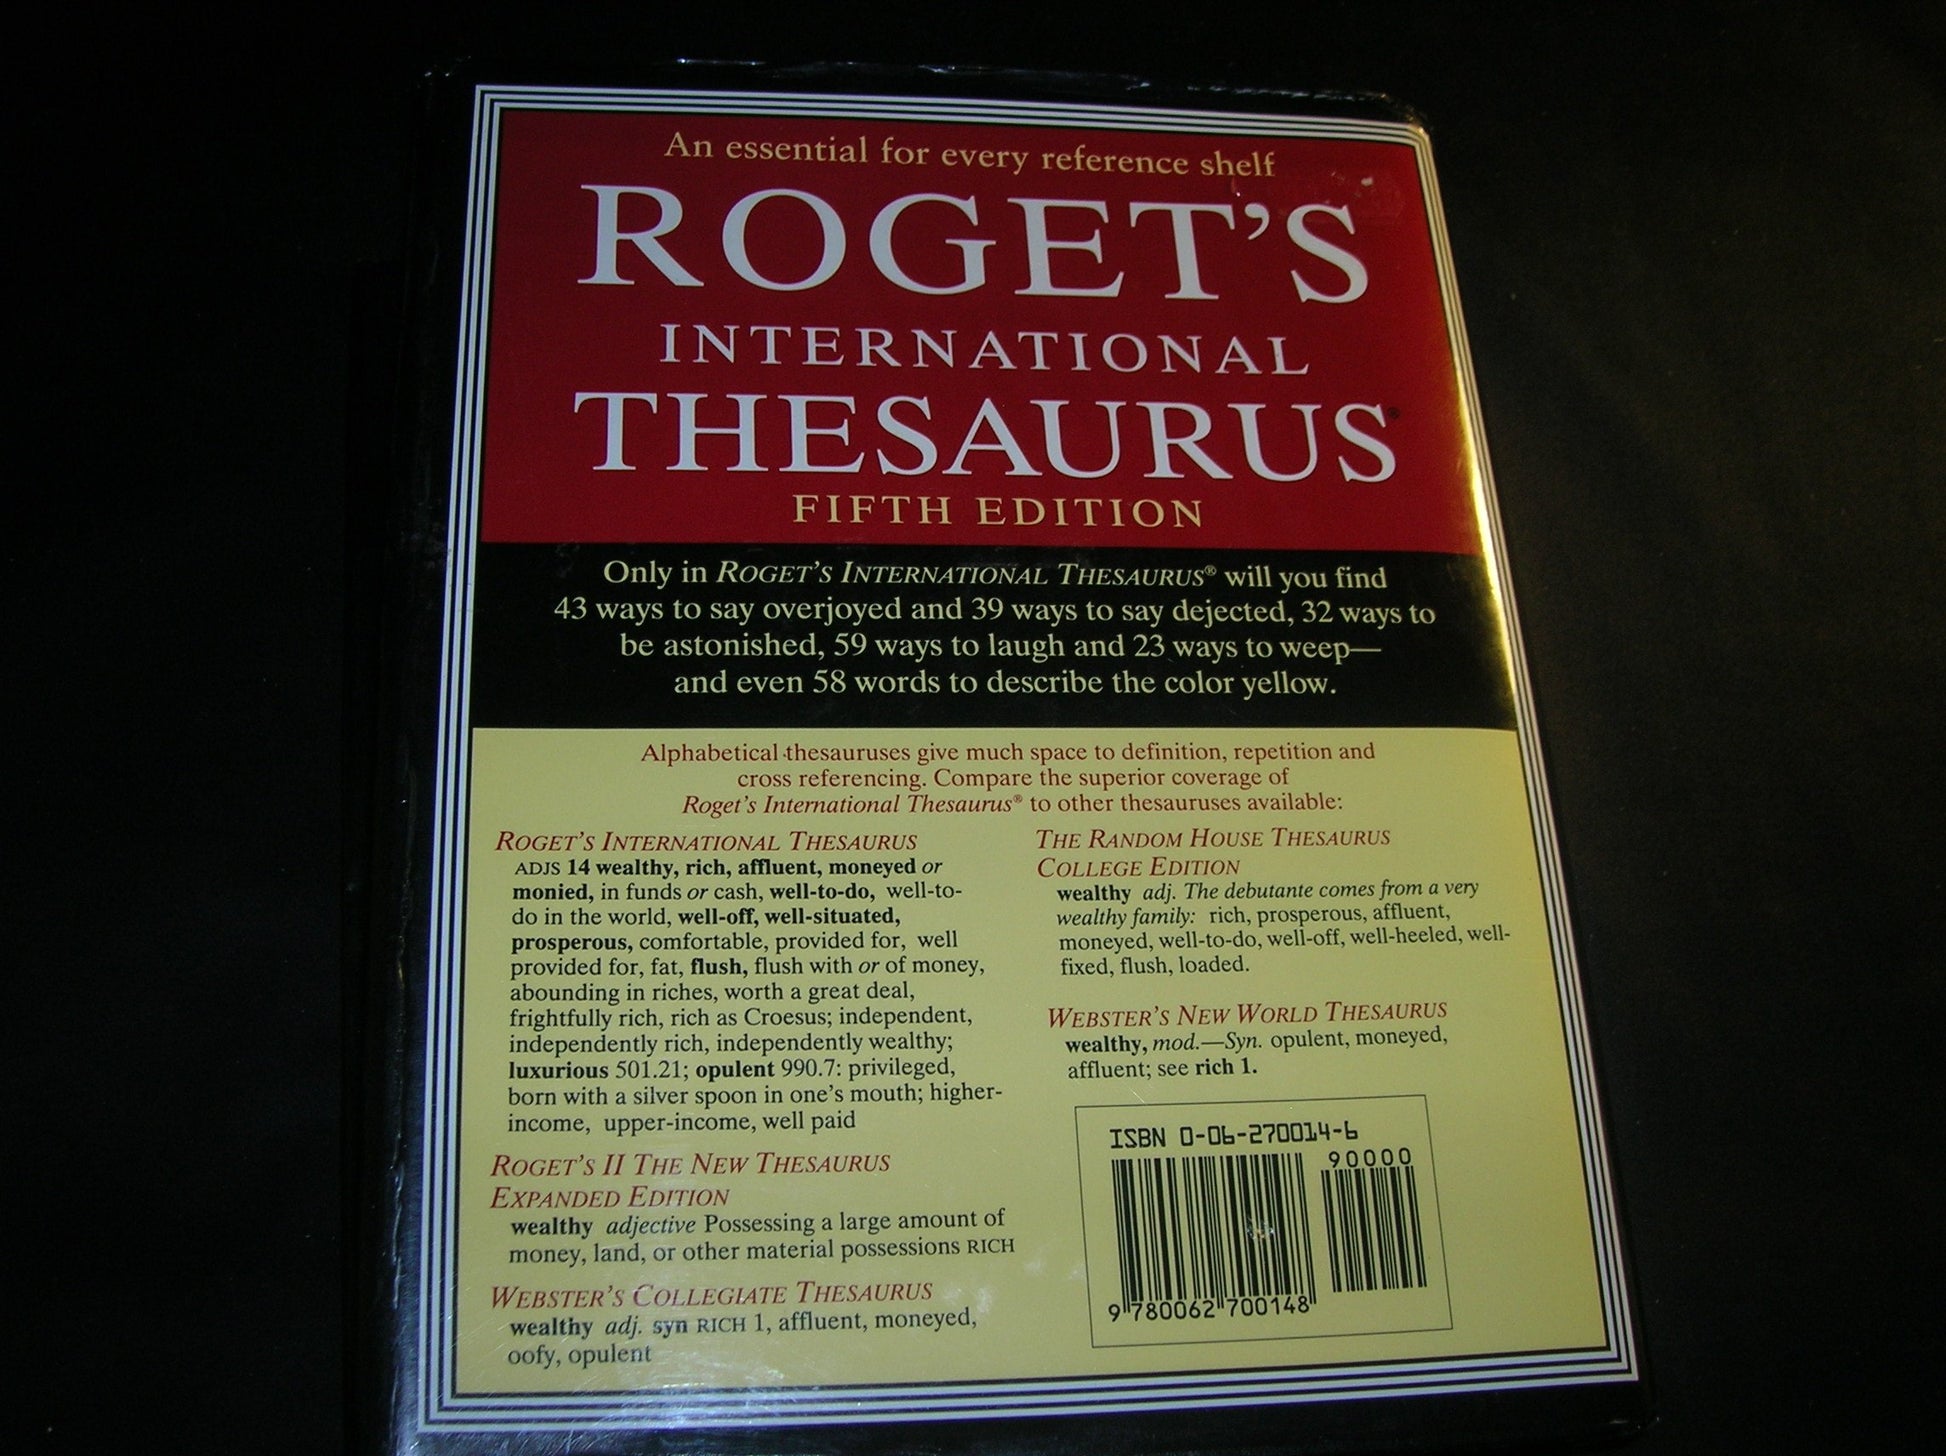 An essential for every reference shelf
ROGET'S
INTERNATIONAL
THESAURUS®
FIFTH EDITION
Only in ROGET'S INTERNATIONAL THESAURUS® will you find
43 ways to say overjoyed and 39 ways to say dejected, 32 ways to
be astonished, 59 ways to laugh and 23 ways to weep—
and even 58 words to describe the color yellow.
Alphabetical thesauruses give much space to definition, repetition and
cross referencing. Compare the superior coverage of
Roget's International Thesaurus® to other thesauruses available:
ROGET'S INTERNATIONAL THESAURUS
ADJS 14 wealthy, rich, affluent, moneyed or
monied, in funds or cash, well-to-do, well-to-
do in the world, well-off, well-situated,
prosperous, comfortable, provided for, well
provided for, fat, flush, flush with or of money,
abounding in riches, worth a great deal,
frightfully rich, rich as Croesus; independent,
independently rich, independently wealthy;
luxurious 501.21; opulent 990.7: privileged,
born with a silver spoon in one's mouth; higher-
income, upper-income, well paid
ROGET'S II THE NEW THESAURUS
EXPANDED EDITION
wealthy adjective Possessing a large amount of
money, land, or other material possessions RICH
WEBSTER'S COLLEGIATE THESAURUS
wealthy adj. syn RICH 1, affluent, moneyed,
oofy, opulent
THE RANDOM HOUSE THESAURUS
COLLEGE EDITION
wealthy adj. The debutante comes from a very
wealthy family: rich, prosperous, affluent,
moneyed, well-to-do, well-off, well-heeled, well-
fixed, flush, loaded.
WEBSTER'S NEW WORLD THESAURUS
wealthy, mod.—Syn. opulent, moneyed,
affluent; see rich 1.
ISBN 0-06-270014-6
90000
9 780062 700148